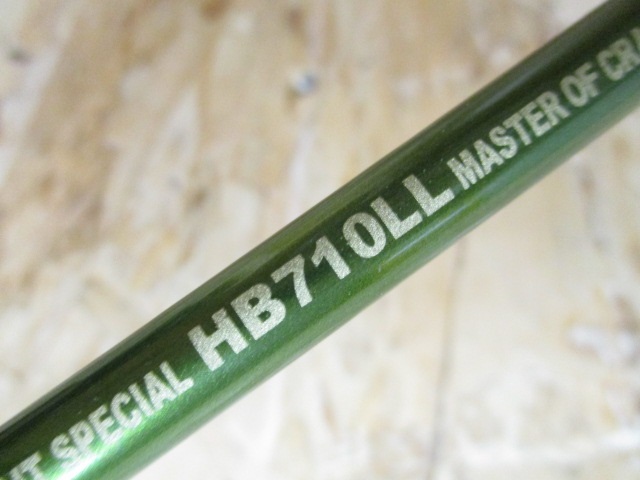 SPECIAL HB710LL MASTER OF